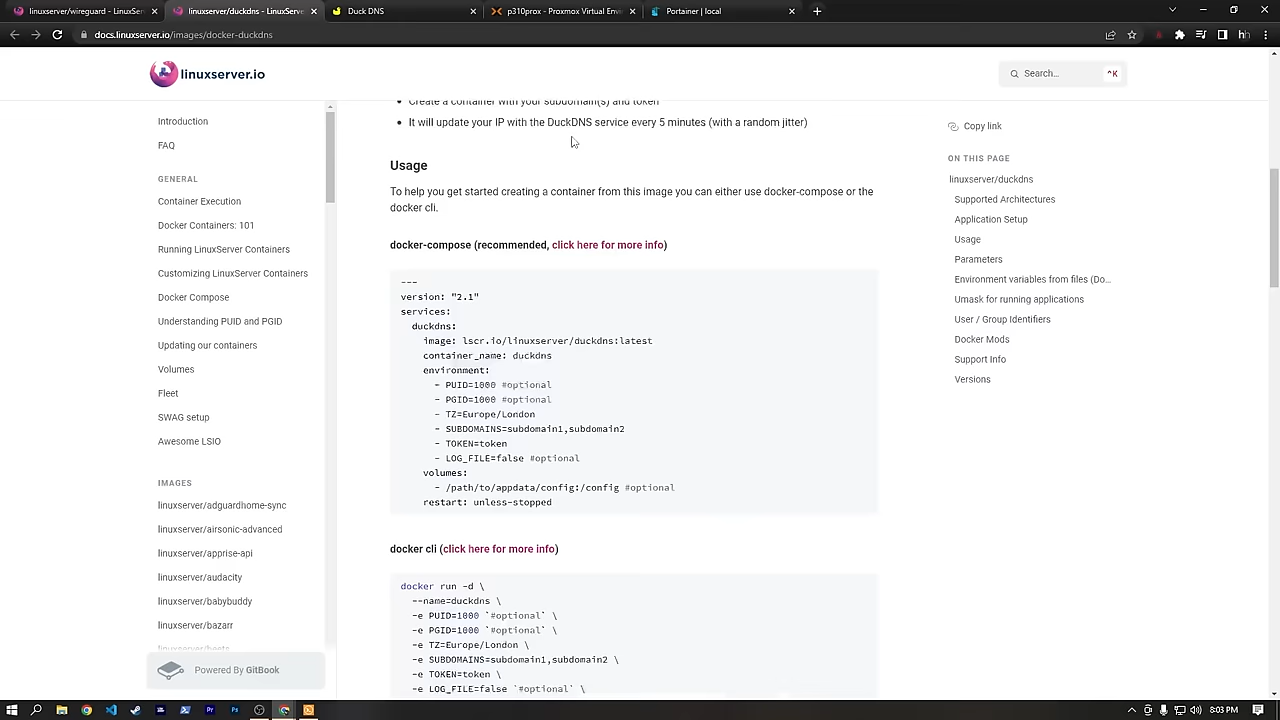 linuxserver/wireguard - LinuxSer
linuxserver/duckdns - LinuxServe
Duck DNS
p310prox - Proxmox Virtual Envi
Portainer | local
docs.linuxserver.io/images/docker-duckdns
linuxserver.io
Search...
^K
Introduction
FAQ
GENERAL
Container Execution
Docker Containers: 101
Running LinuxServer Containers
Customizing LinuxServer Containers
Docker Compose
Understanding PUID and PGID
Updating our containers
Volumes
Fleet
SWAG setup
Awesome LSIO
IMAGES
linuxserver/adguardhome-sync
linuxserver/airsonic-advanced
linuxserver/apprise-api
linuxserver/audacity
linuxserver/babybuddy
linuxserver/bazarr
linuxserver/beets
Powered By GitBook
• Create a container with your subdomain(s) and token
• It will update your IP with the DuckDNS service every 5 minutes (with a random jitter)
Usage
To help you get started creating a container from this image you can either use docker-compose or the
docker cli.
docker-compose (recommended, click here for more info)
---
version: "2.1"
services:
  duckdns:
    image: lscr.io/linuxserver/duckdns:latest
    container_name: duckdns
    environment:
      - PUID=1000 #optional
      - PGID=1000 #optional
      - TZ=Europe/London
      - SUBDOMAINS=subdomain1,subdomain2
      - TOKEN=token
      - LOG_FILE=false #optional
    volumes:
      - /path/to/appdata/config:/config #optional
    restart: unless-stopped
docker cli (click here for more info)
docker run -d \
  --name=duckdns \
  -e PUID=1000 `#optional` \
  -e PGID=1000 `#optional` \
  -e TZ=Europe/London \
  -e SUBDOMAINS=subdomain1,subdomain2 \
  -e TOKEN=token \
  -e LOG_FILE=false `#optional` \
Copy link
ON THIS PAGE
linuxserver/duckdns
Supported Architectures
Application Setup
Usage
Parameters
Environment variables from files (Do...
Umask for running applications
User / Group Identifiers
Docker Mods
Support Info
Versions
8:03 PM